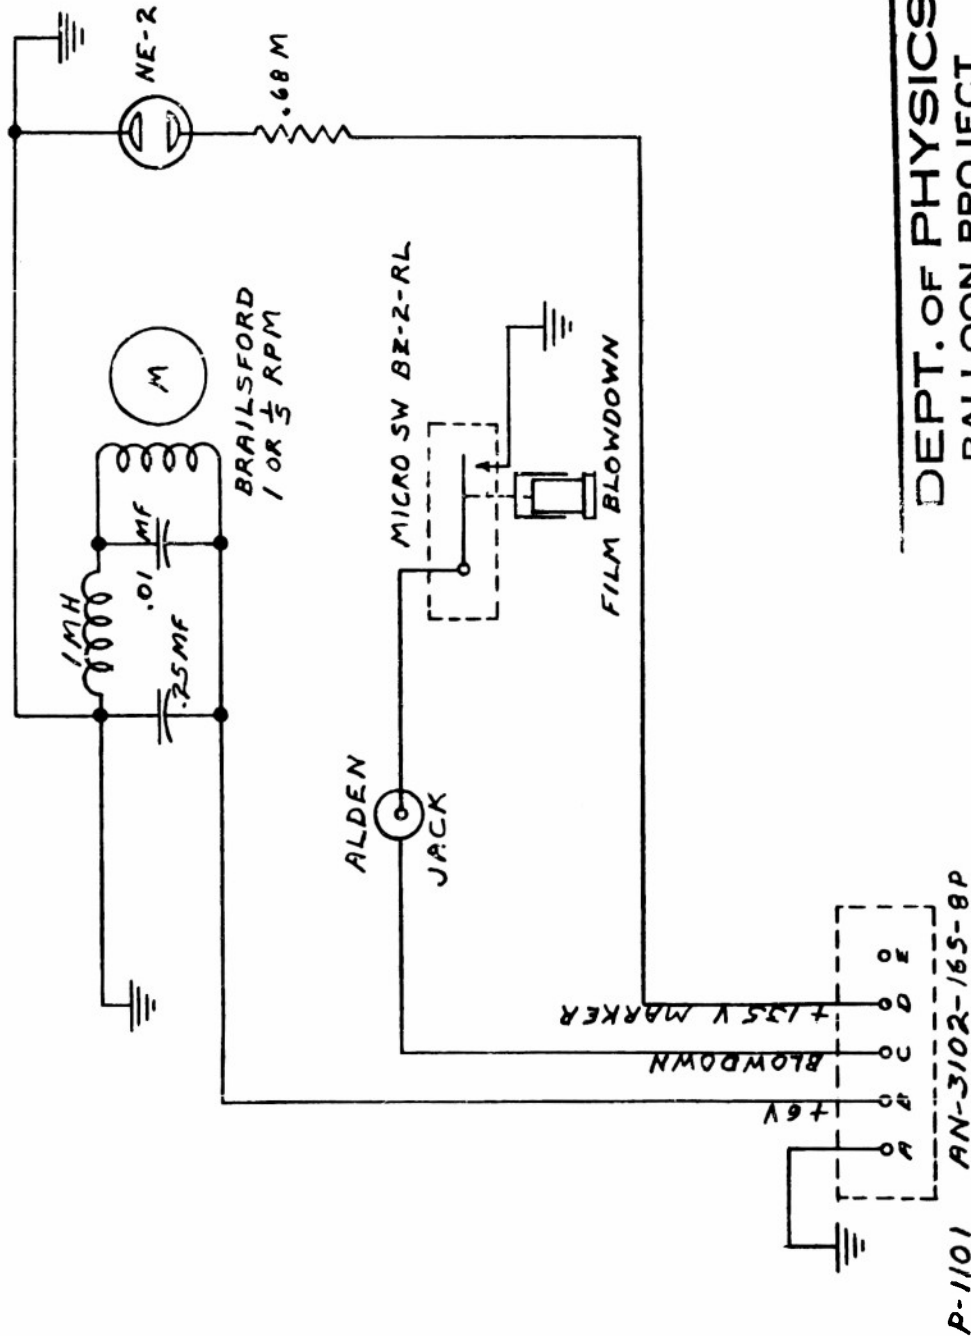 NE-2
.68 M
M
BRAILSFORD
1 OR 1/5 RPM
1 MH
.01 MF
.25 MF
MICRO SW BZ-2-RL
FILM BLOWDOWN
ALDEN
JACK
+135 V MARKER
BLOWDOWN
+6V
A
B
C
D
E
P-1101 AN-3102-16S-8P
DEPT. OF PHYSICS
BALLOON PROJECT